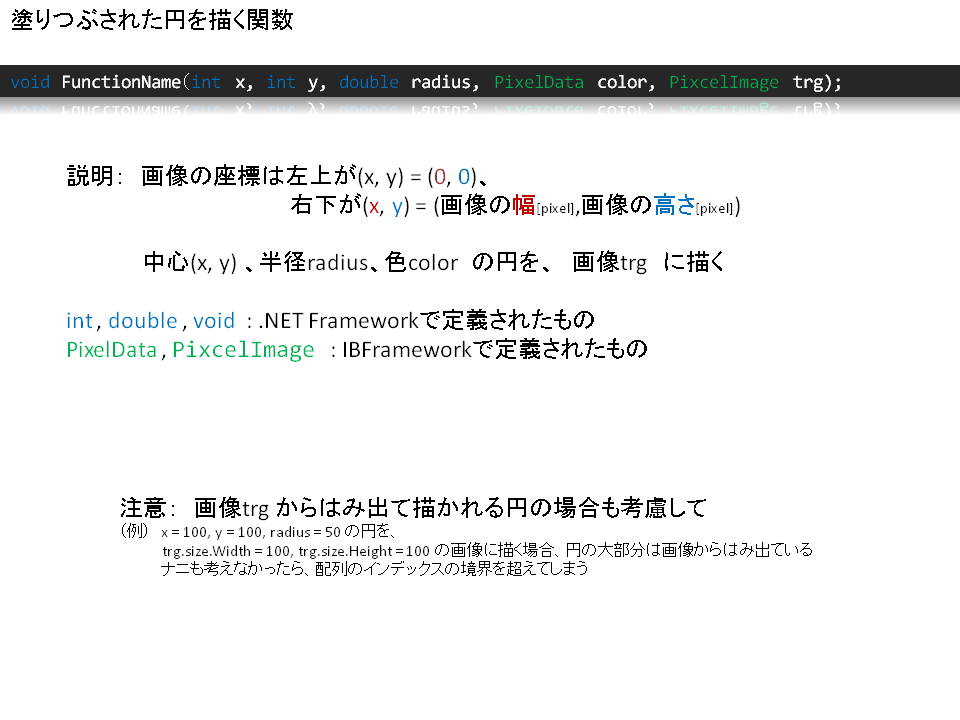 塗りつぶされた円を描く関数
void FunctionName(int x, int y, double radius, PixelData color, PixcelImage trg);
説明： 画像の座標は左上が(x, y) = (0, 0)、
右下が(x, y) = (画像の幅[pixel],画像の高さ[pixel])
中心(x, y) 、半径radius、色color の円を、 画像trg に描く
int , double , void : .NET Frameworkで定義されたもの
PixelData , PixcelImage : IBFrameworkで定義されたもの
注意： 画像trg からはみ出て描かれる円の場合も考慮して
（例） x = 100, y = 100, radius = 50 の円を、
trg.size.Width = 100, trg.size.Height = 100 の画像に描く場合、円の大部分は画像からはみ出ている
ナニも考えなかったら、配列のインデックスの境界を超えてしまう